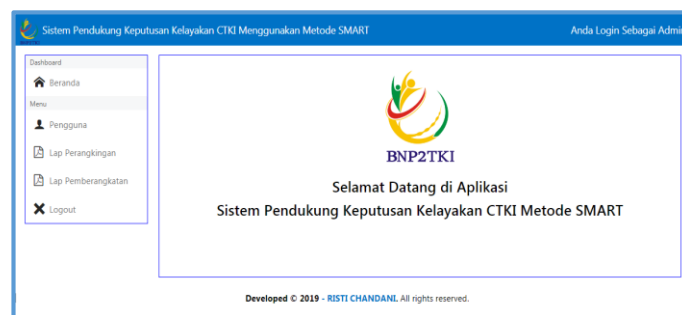 Sistem Pendukung Keputusan Kelayakan CTKI Menggunakan Metode SMART
Anda Login Sebagai Admin
Dashboard
Beranda
Menu
Pengguna
Lap Perangkingan
Lap Pemberangkatan
Logout
BNP2TKI
Selamat Datang di Aplikasi
Sistem Pendukung Keputusan Kelayakan CTKI Metode SMART
Developed © 2019 - RISTI CHANDANI. All rights reserved.